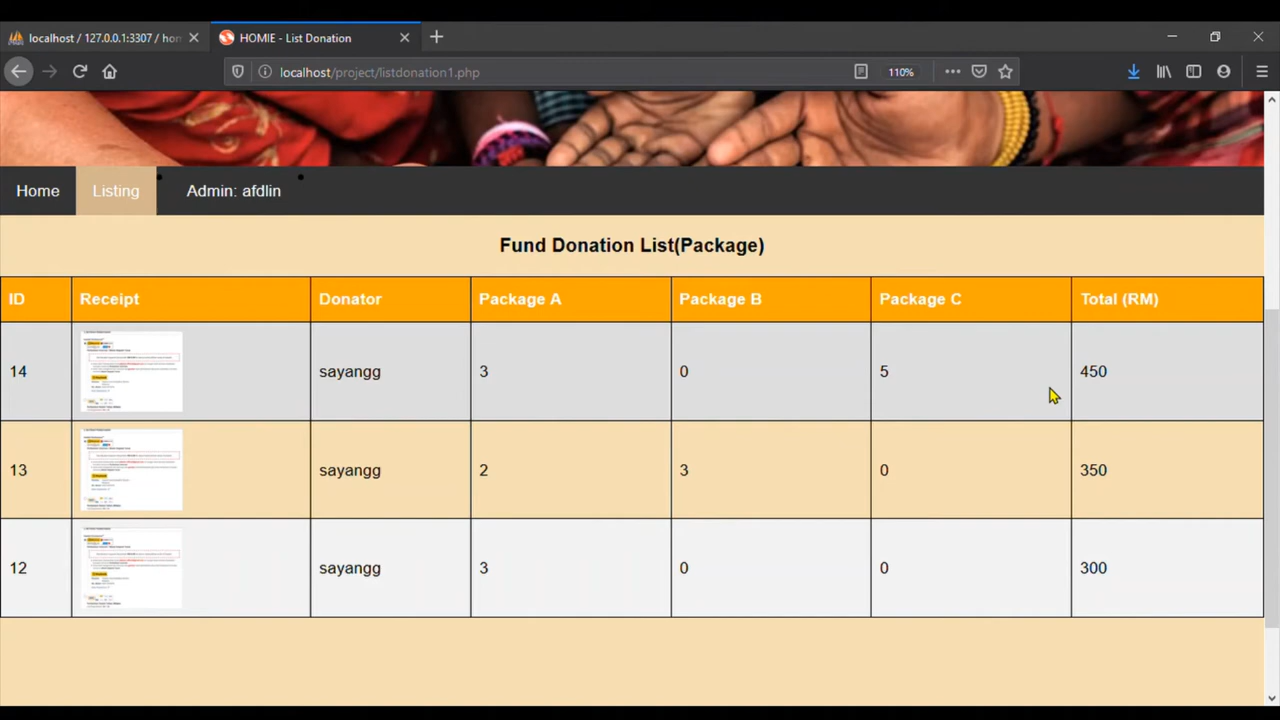 localhost / 127.0.0.1:3307 / hom
HOMIE - List Donation
localhost/project/listdonation1.php
110%
Home
Listing
Admin: afdlin
Fund Donation List(Package)
ID Receipt Donator Package A Package B Package C Total (RM)
14 sayangg 3 0 5 450
13 sayangg 2 3 0 350
12 sayangg 3 0 0 300